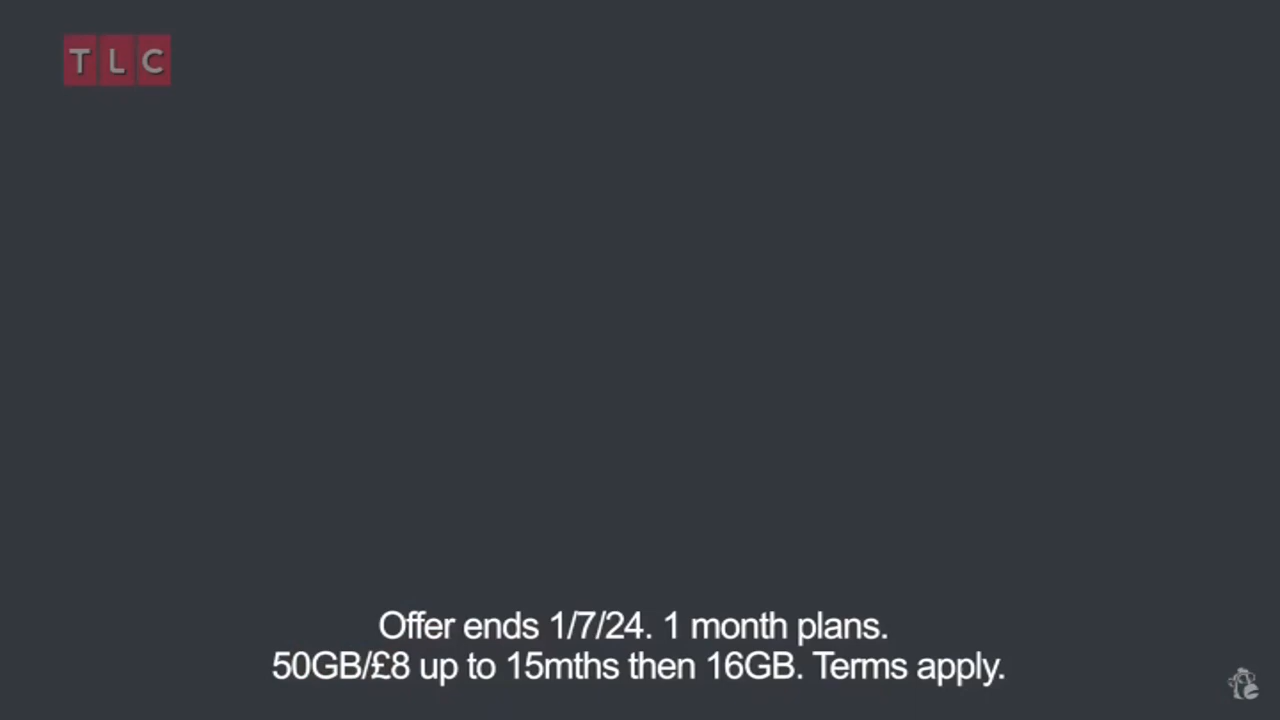 TLC
Offer ends 1/7/24. 1 month plans.
50GB/£8 up to 15mths then 16GB. Terms apply.